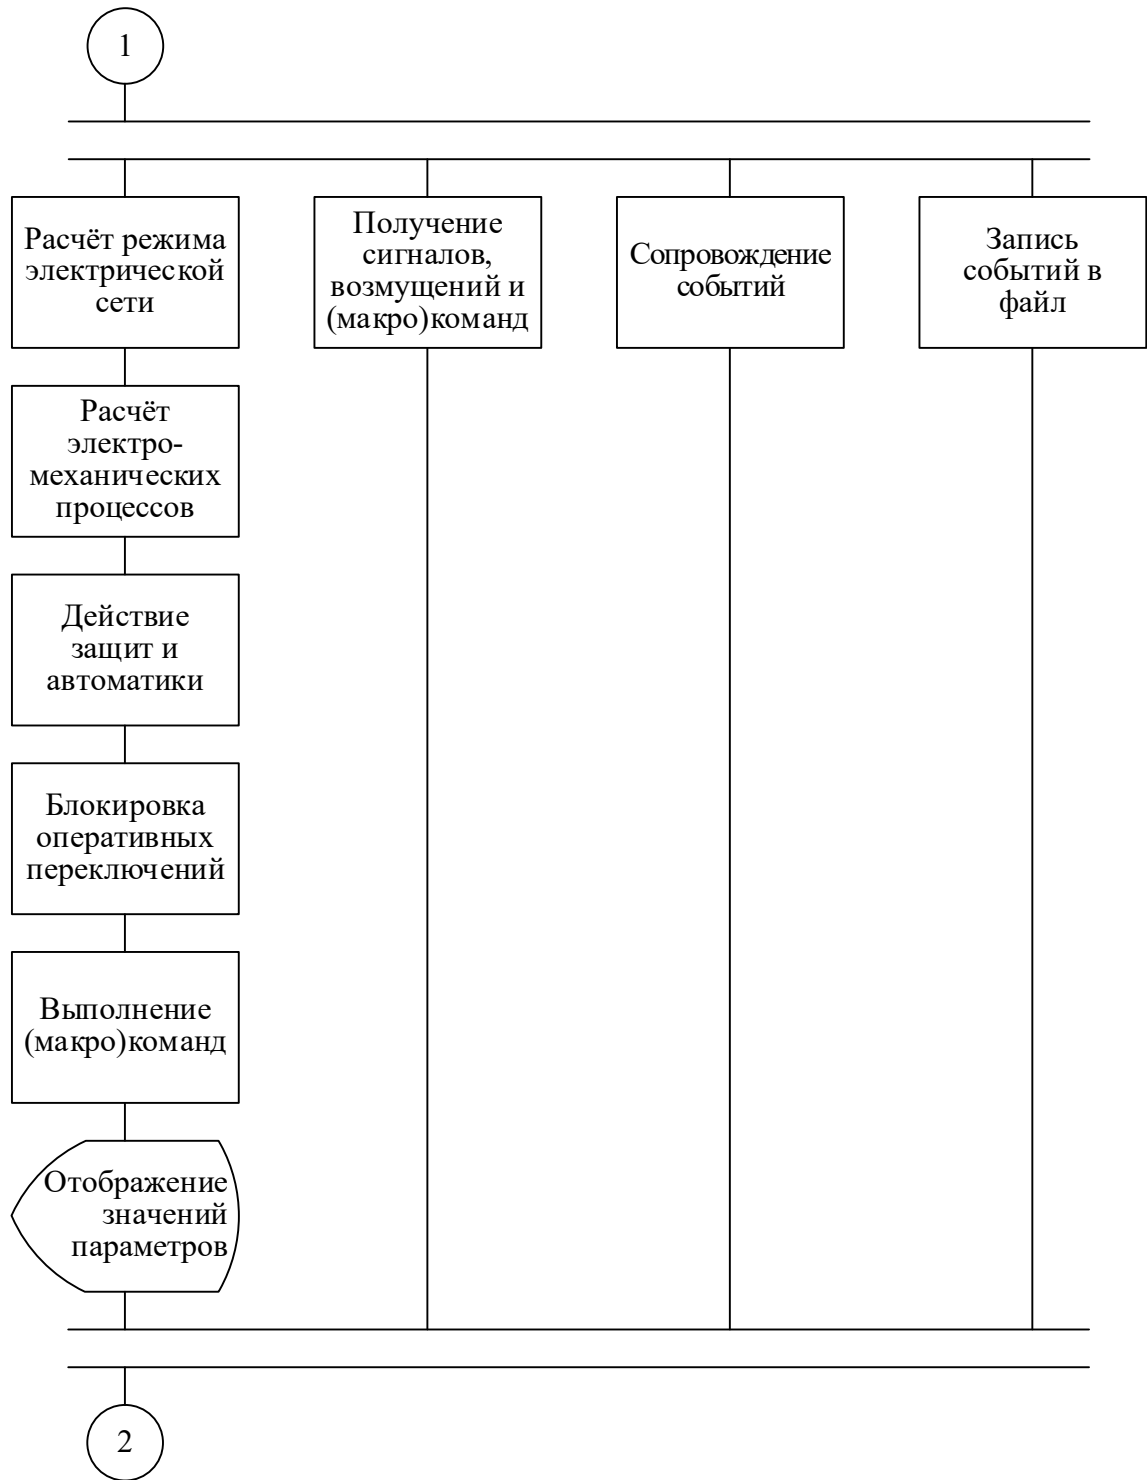 1
Расчёт режима
электрической
сети
Получение
сигналов,
возмущений и
(макро)команд
Сопровождение
событий
Запись
событий в
файл
Расчёт
электро-
механических
процессов
Действие
защит и
автоматики
Блокировка
оперативных
переключений
Выполнение
(макро)команд
Отображение
значений
параметров
2